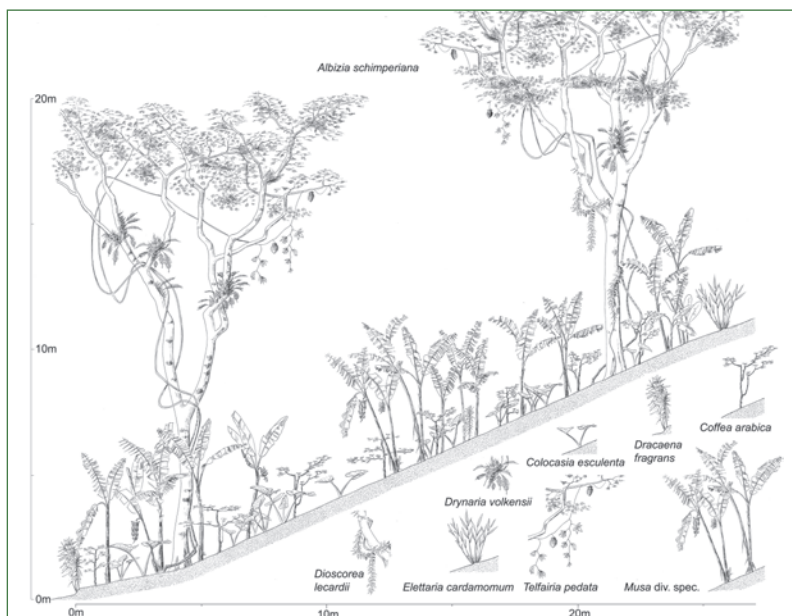 Albizia schimperiana
20m
10m
Coffea arabica
Dracaena
fragrans
Colocasia esculenta
Drynaria volkensii
Dioscorea
lecardii
Elettaria cardamomum
Telfairia pedata
Musa div. spec.
0m
0m
10m
20m